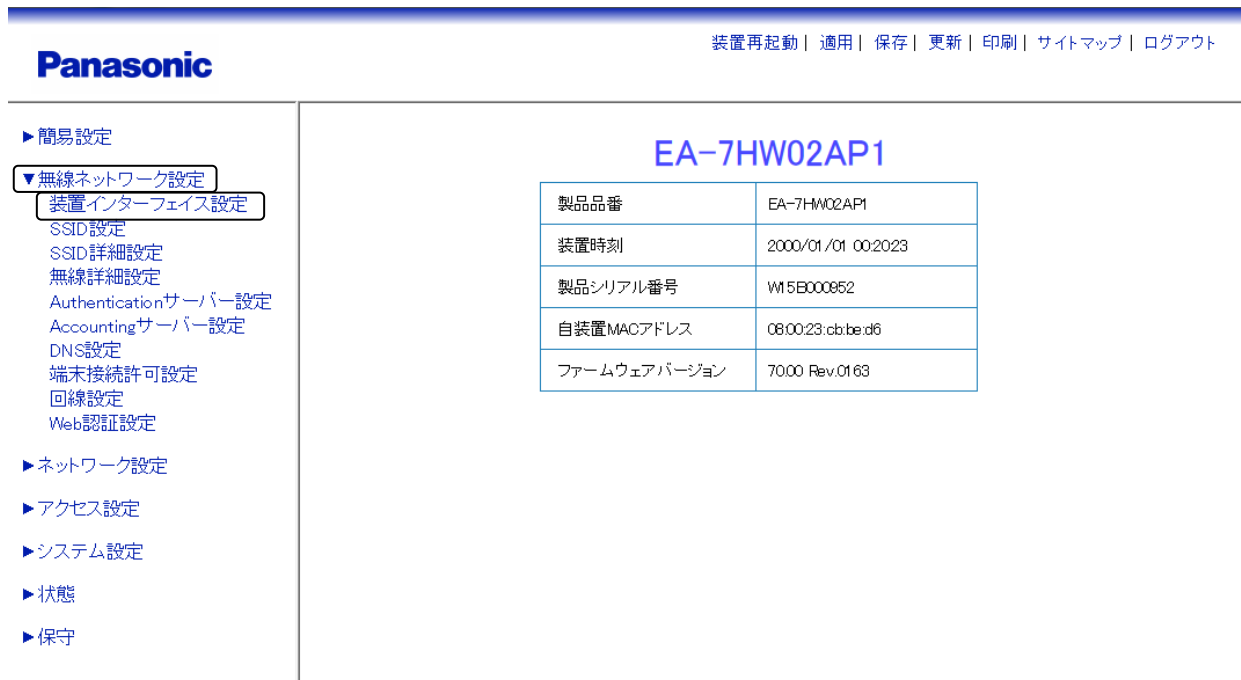 装置再起動| 適用| 保存| 更新| 印刷| サイトマップ| ログアウト
Panasonic
▶簡易設定
▼無線ネットワーク設定
装置インターフェイス設定
SSID設定
SSID詳細設定
無線詳細設定
Authenticationサーバー設定
Accountingサーバー設定
DNS設定
端末接続許可設定
回線設定
Web認証設定
▶ネットワーク設定
▶アクセス設定
▶システム設定
▶状態
▶保守
EA-7HW02AP1
製品品番 EA-7HW02AP1
装置時刻 2000/01/01 00:20:23
製品シリアル番号 W15B000952
自装置MACアドレス 08:00:23:cb:be:d6
ファームウェアバージョン 70.00 Rev.0163